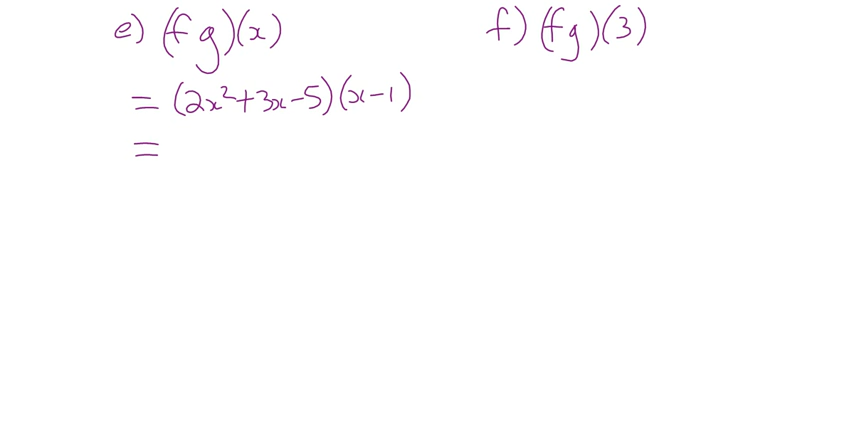 e) (fg)(x)
= (2x²+3x-5)(x-1)
=
f) (fg)(3)